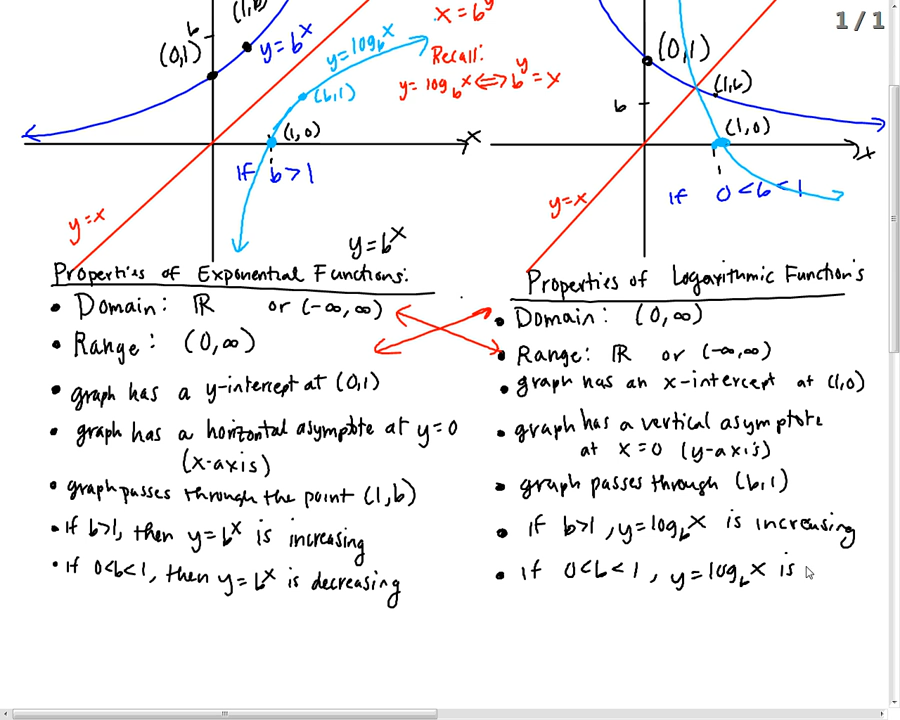 (1,b)
b
(0,1)
y=b^x
y=log_b x
x=b^y
Recall:
y=log_b x ⟺ b^y=x
(b,1)
(1,0)
x
If b>1
y=x
1/1
(0,1)
(1,b)
b
(1,0)
x
y=x
If 0<b<1
y=b^x
Properties of Exponential Functions:
• Domain: ℝ or (-∞,∞)
• Range: (0,∞)
• graph has a y-intercept at (0,1)
• graph has a horizontal asymptote at y=0
(x-axis)
• graph passes through the point (1,b)
• If b>1, then y=b^x is increasing
• if 0<b<1, then y=b^x is decreasing
Properties of Logarithmic Function's
• Domain: (0,∞)
• Range: ℝ or (-∞,∞)
• graph has an x-intercept at (1,0)
• graph has a vertical asymptote
at x=0 (y-axis)
• graph passes through (b,1)
• if b>1, y=log_b x is increasing
• if 0<b<1, y=log_b x is